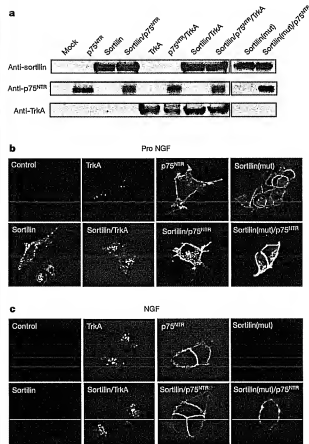 a
Mock
p75NTR
Sortilin
Sortilin/p75NTR
TrkA
p75NTR/TrkA
Sortilin/TrkA
Sortilin/p75NTR/TrkA
Sortilin(mut)
Sortilin(mut)/p75NTR
Anti-sortilin
Anti-p75NTR
Anti-TrkA
b
Pro NGF
Control TrkA p75NTR Sortilin(mut)
Sortilin Sortilin/TrkA Sortilin/p75NTR Sortilin(mut)/p75NTR
c
NGF
Control TrkA p75NTR Sortilin(mut)
Sortilin Sortilin/TrkA Sortilin/p75NTR Sortilin(mut)/p75NTR